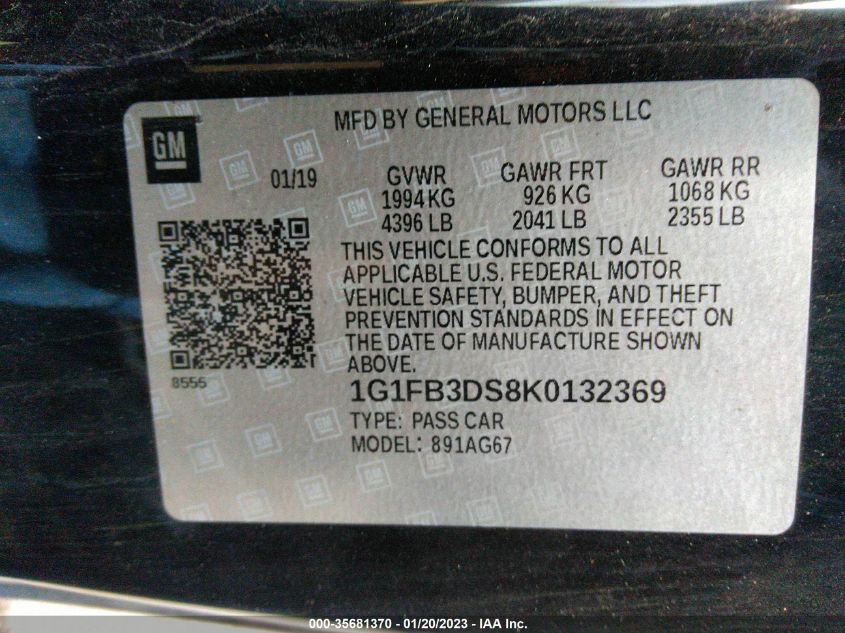 MFD BY GENERAL MOTORS LLC
GM
01/19
GVWR GAWR FRT GAWR RR
1994 KG 926 KG 1068 KG
4396 LB 2041 LB 2355 LB
THIS VEHICLE CONFORMS TO ALL
APPLICABLE U.S. FEDERAL MOTOR
VEHICLE SAFETY, BUMPER, AND THEFT
PREVENTION STANDARDS IN EFFECT ON
THE DATE OF MANUFACTURE SHOWN
ABOVE.
8555
1G1FB3DS8K0132369
TYPE: PASS CAR
MODEL: 891AG67
000-35681370 - 01/20/2023 - IAA Inc.